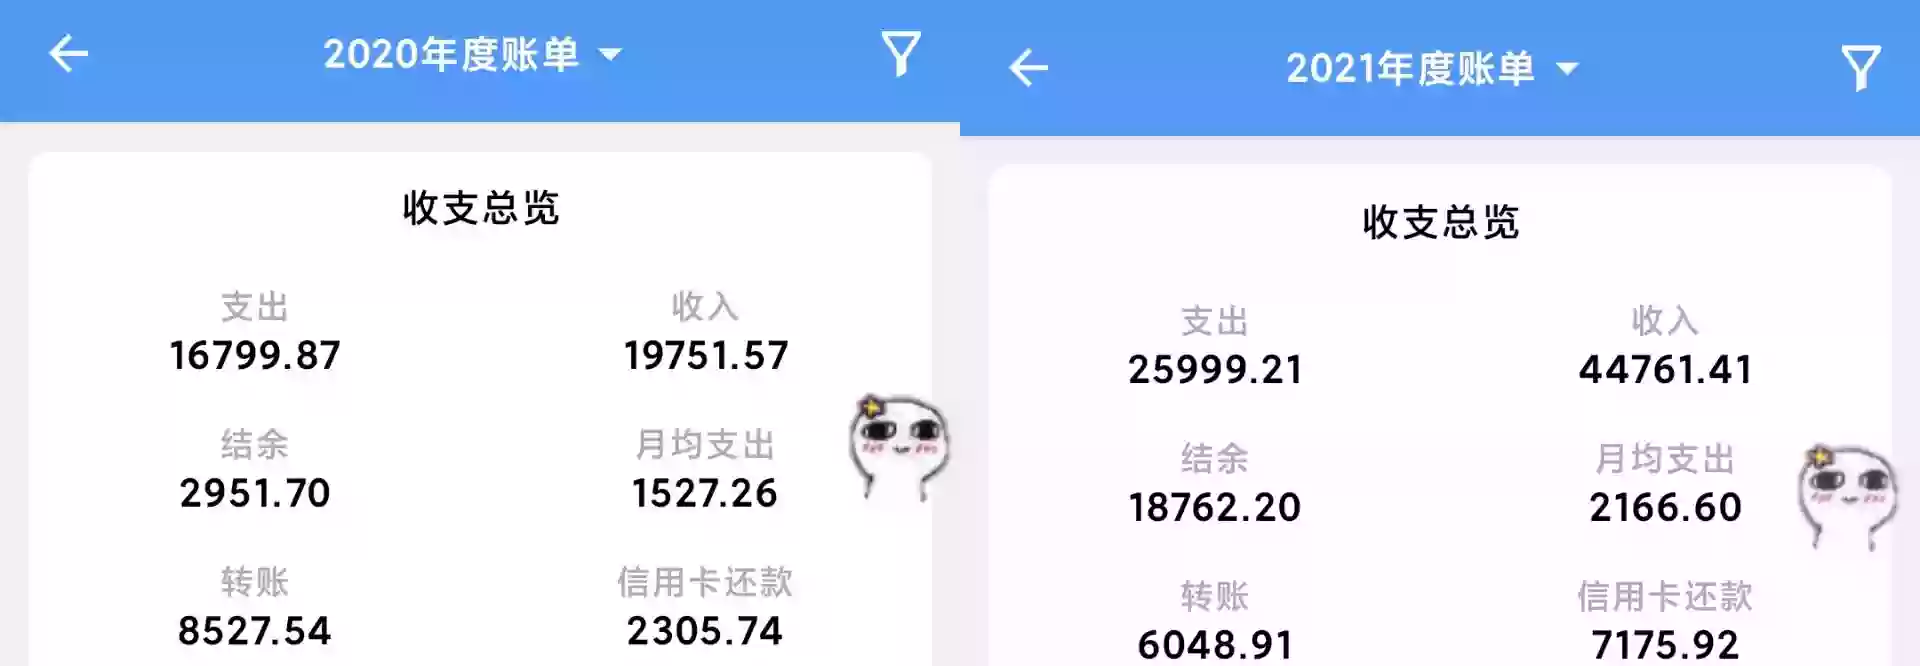 2020年度账单
收支总览
支出 收入
16799.87 19751.57
结余 月均支出
2951.70 1527.26
转账 信用卡还款
8527.54 2305.74
2021年度账单
收支总览
支出 收入
25999.21 44761.41
结余 月均支出
18762.20 2166.60
转账 信用卡还款
6048.91 7175.92